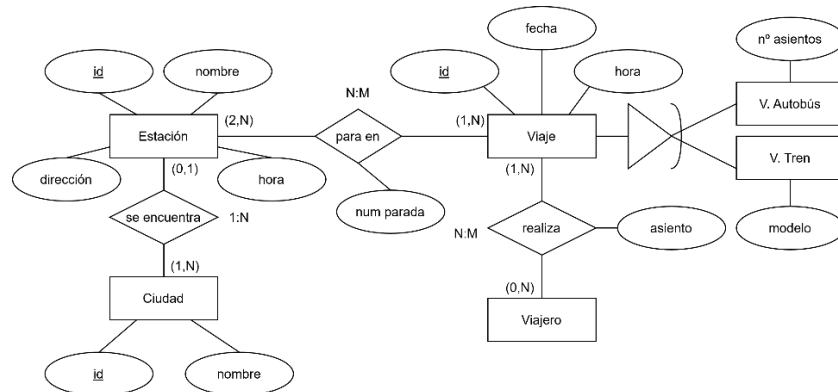 fecha
nº asientos
id
nombre
id
hora
N:M
V. Autobús
(2,N)
(1,N)
Estación
para en
Viaje
V. Tren
(0,1)
(1,N)
dirección
hora
num parada
se encuentra
1:N
N:M
realiza
asiento
modelo
(1,N)
(0,N)
Ciudad
Viajero
id
nombre